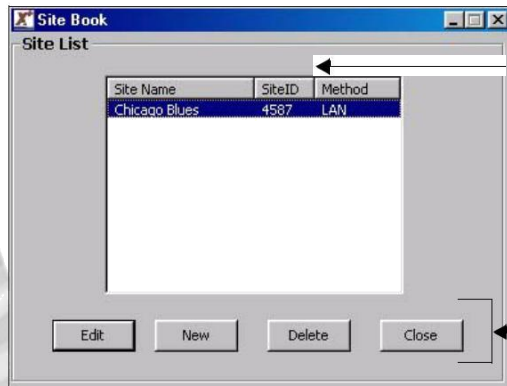 Site Book
Site List
Site Name SiteID Method
Chicago Blues 4587 LAN
Edit New Delete Close